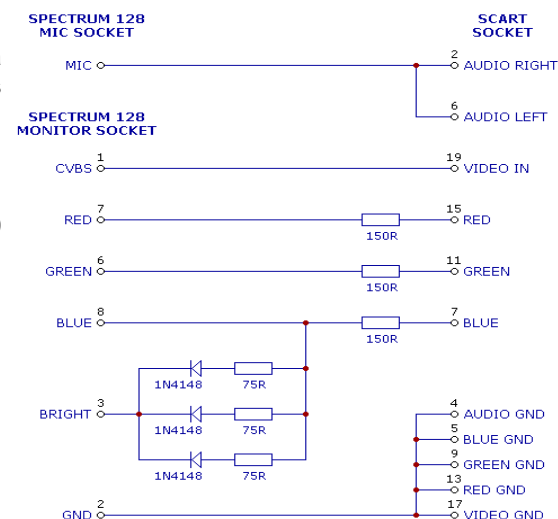 SPECTRUM 128
MIC SOCKET
SCART
SOCKET
MIC
2
AUDIO RIGHT
6
AUDIO LEFT
SPECTRUM 128
MONITOR SOCKET
CVBS 1
19
VIDEO IN
RED 7
150R
15
RED
GREEN 6
150R
11
GREEN
BLUE 8
150R
7
BLUE
1N4148 75R
BRIGHT 3
1N4148 75R
1N4148 75R
4
AUDIO GND
5
BLUE GND
9
GREEN GND
13
RED GND
GND 2
17
VIDEO GND